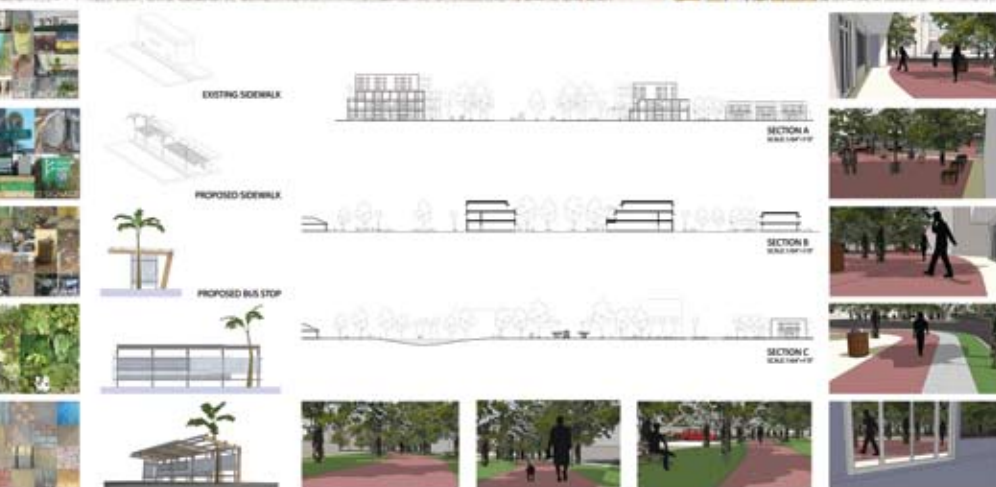 EXISTING SIDEWALK
SECTION A
PROPOSED SIDEWALK
SECTION B
PROPOSED BUS STOP
SECTION C